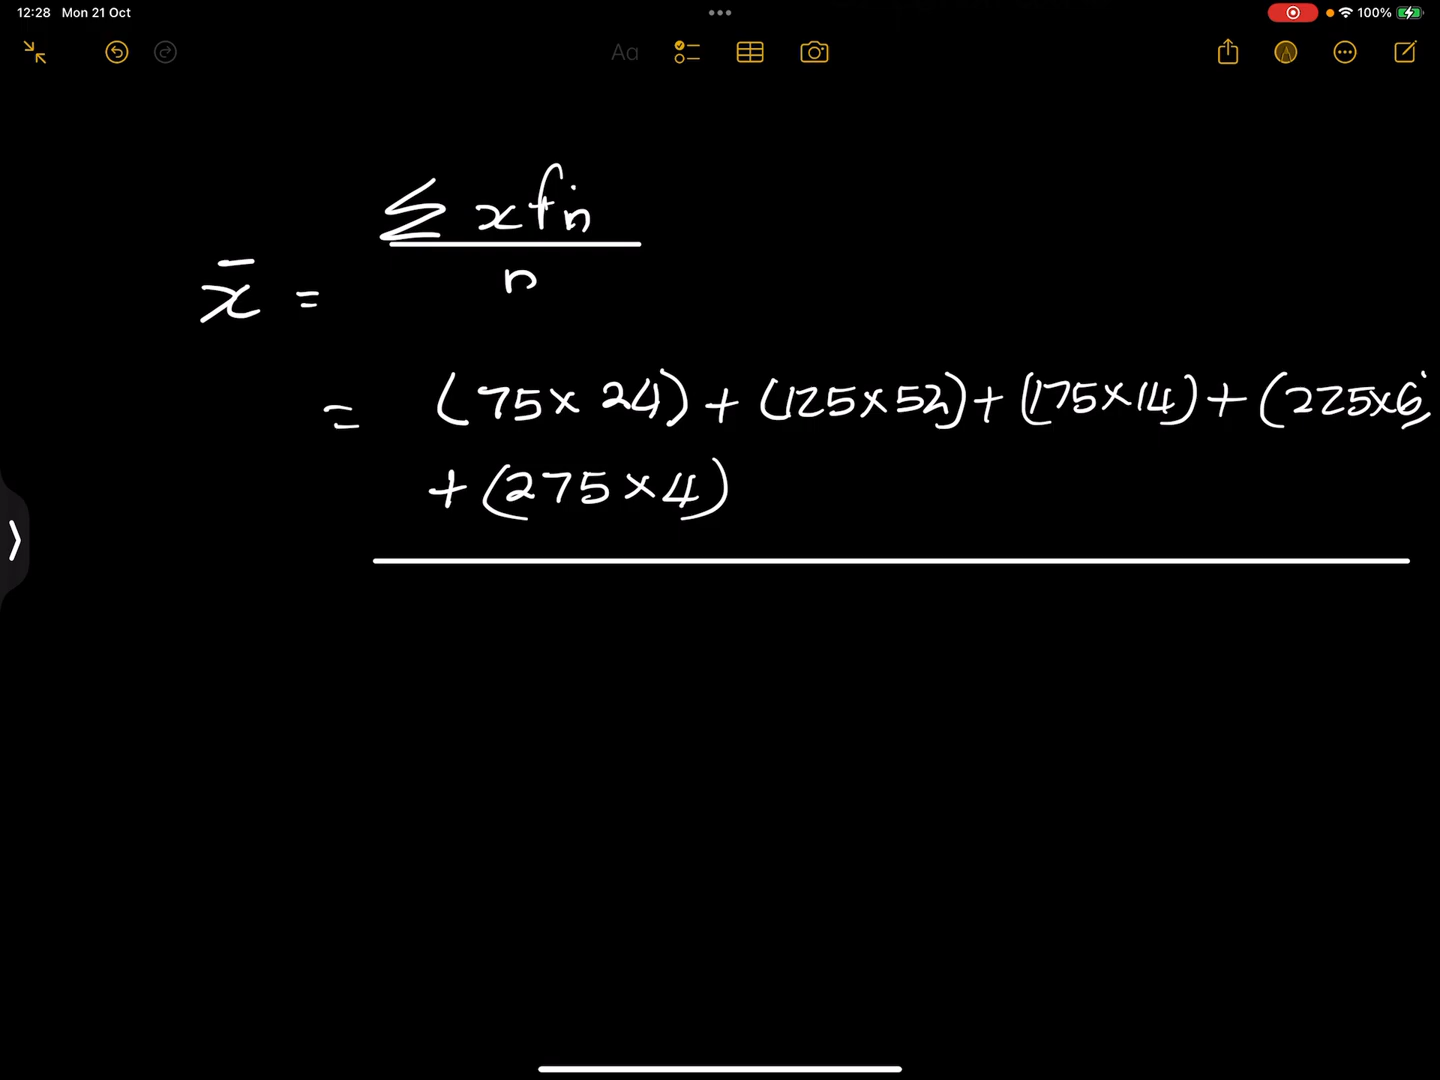 12:28 Mon 21 Oct 100%
Aa
Σ xfn
n
x̄ =
= (75×24) + (125×52) + (175×14) + (225×6)
+ (275×4)